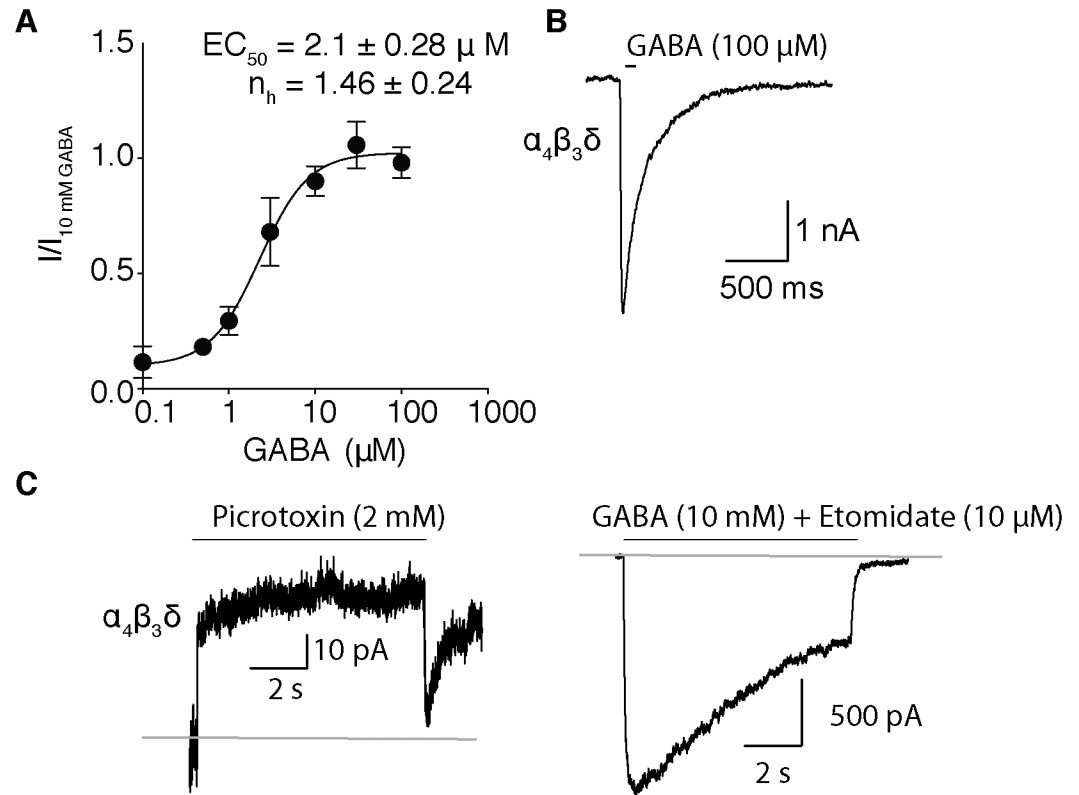 A
1.5
1.0
0.5
0.0
I/I10 mM GABA
EC50 = 2.1 ± 0.28 µ M
nh = 1.46 ± 0.24
0.1 1 10 100 1000
GABA (µM)
B
GABA (100 µM)
α4β3δ
1 nA
500 ms
C
Picrotoxin (2 mM)
α4β3δ
10 pA
2 s
GABA (10 mM) + Etomidate (10 µM)
500 pA
2 s